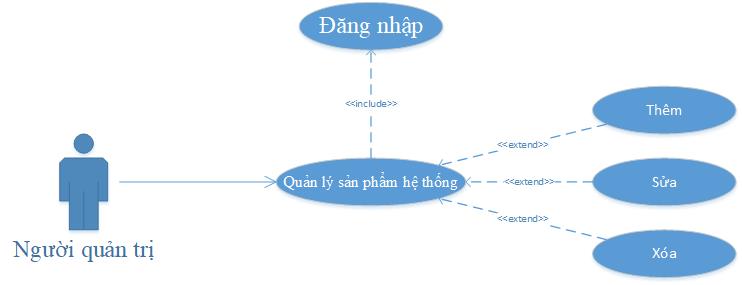 Đăng nhập
<<include>>
Thêm
<<extend>>
Quản lý sản phẩm hệ thống
<<extend>>
Sửa
<<extend>>
Người quản trị
Xóa